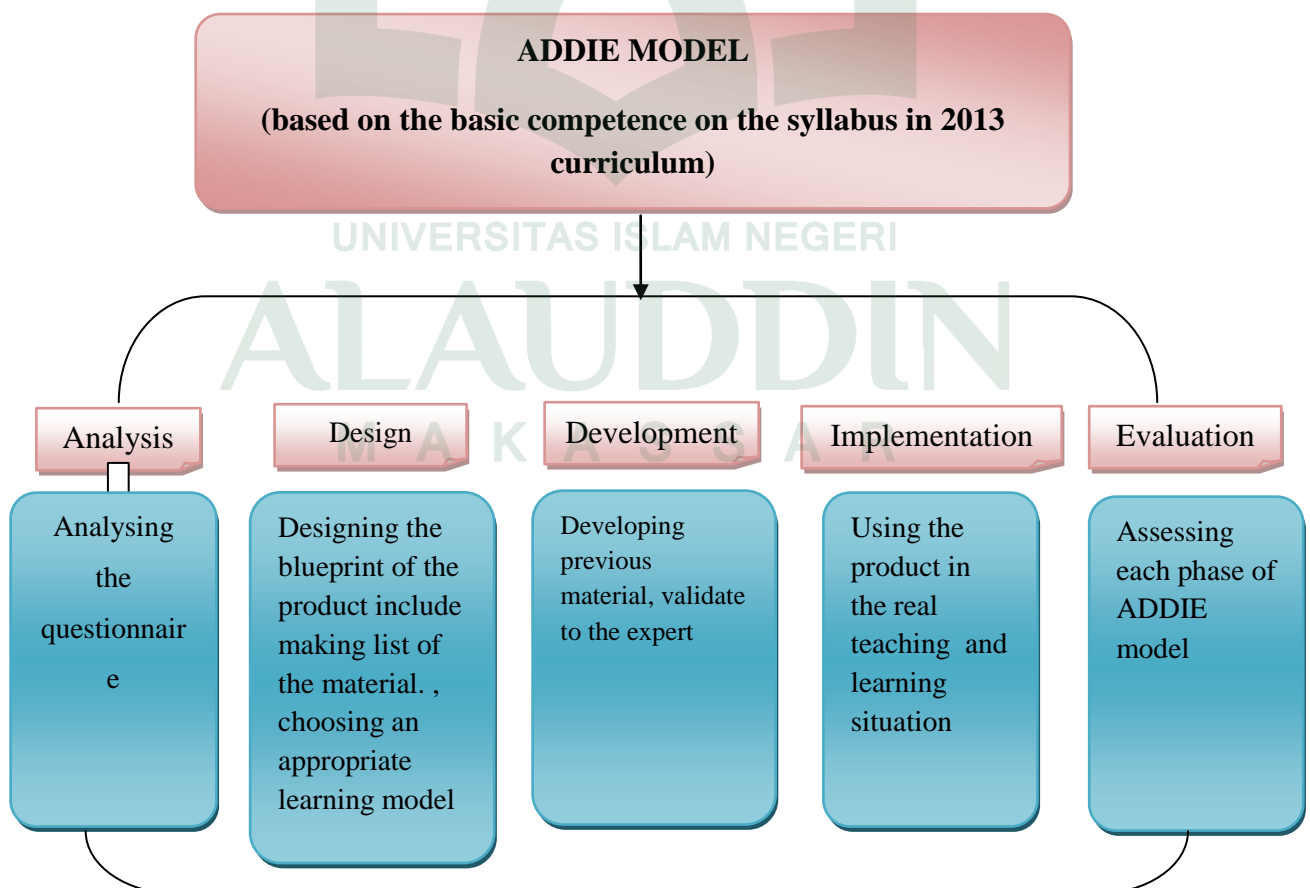 ADDIE MODEL
(based on the basic competence on the syllabus in 2013
curriculum)
UNIVERSITAS ISLAM NEGERI
ALAUDDIN
MAKASSAR
Analysis
Design
Development
Implementation
Evaluation
Analysing
the
questionnair
e
Designing the
blueprint of the
product include
making list of
the material. ,
choosing an
appropriate
learning model
Developing
previous
material, validate
to the expert
Using the
product in
the real
teaching and
learning
situation
Assessing
each phase of
ADDIE
model